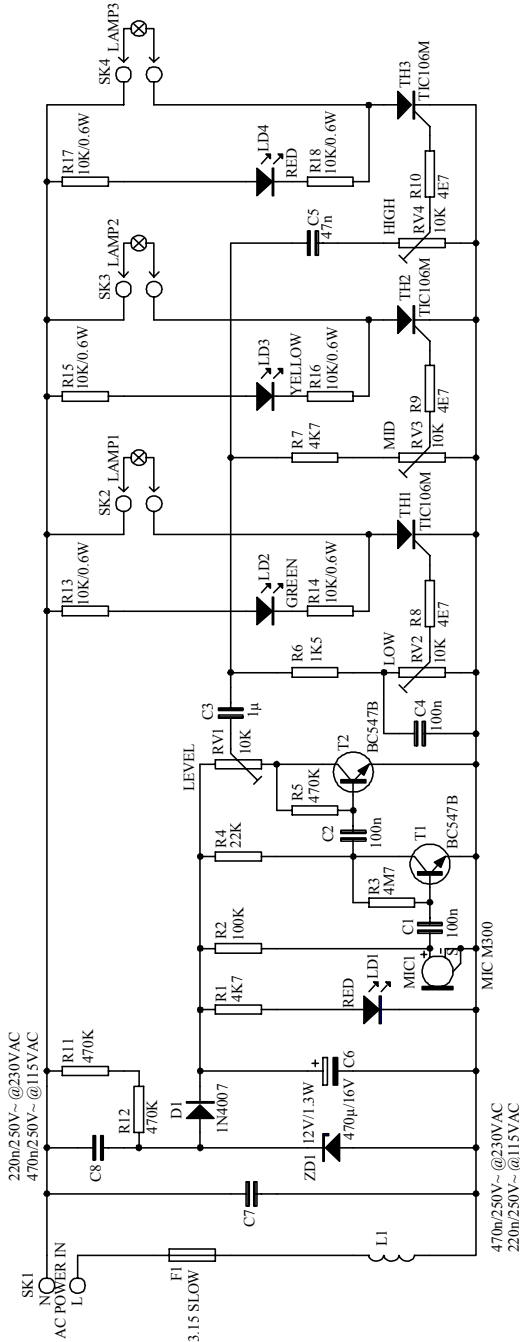 220n/250V~ @230VAC
470n/250V~ @115VAC
SK1
N
AC POWER IN
L
F1
3.15 SLOW
L1
470n/250V~ @230VAC
220n/250V~ @115VAC
C7
C8
R11
470K
R12
470K
D1
1N4007
ZD1
12V/1.3W
+
C6
470µ/16V
R1
4K7
RED
LD1
R2
100K
MIC1
+
-
S
MIC M300
C1
100n
R3
4M7
T1
BC547B
R4
22K
C2
100n
R5
470K
T2
BC547B
LEVEL
RV1
10K
C3
1µ
C4
100n
R6
1K5
LOW
RV2
10K
R8
4E7
TH1
TIC106M
R13
10K/0.6W
LD2
GREEN
R14
10K/0.6W
SK2
LAMP1
R7
4K7
MID
RV3
10K
R9
4E7
TH2
TIC106M
R15
10K/0.6W
LD3
YELLOW
R16
10K/0.6W
SK3
LAMP2
C5
47n
HIGH
RV4
10K
R10
4E7
TH3
TIC106M
R17
10K/0.6W
LD4
RED
R18
10K/0.6W
SK4
LAMP3